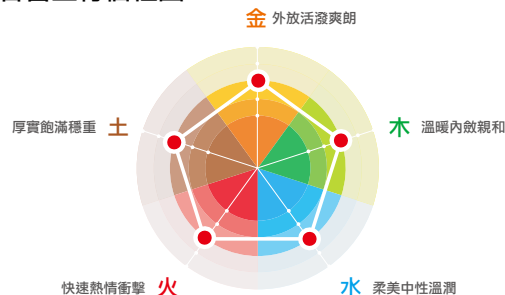 金 外放活潑爽朗
木 溫暖內斂親和
厚實飽滿穩重 土
快速熱情衝擊 火
水 柔美中性溫潤